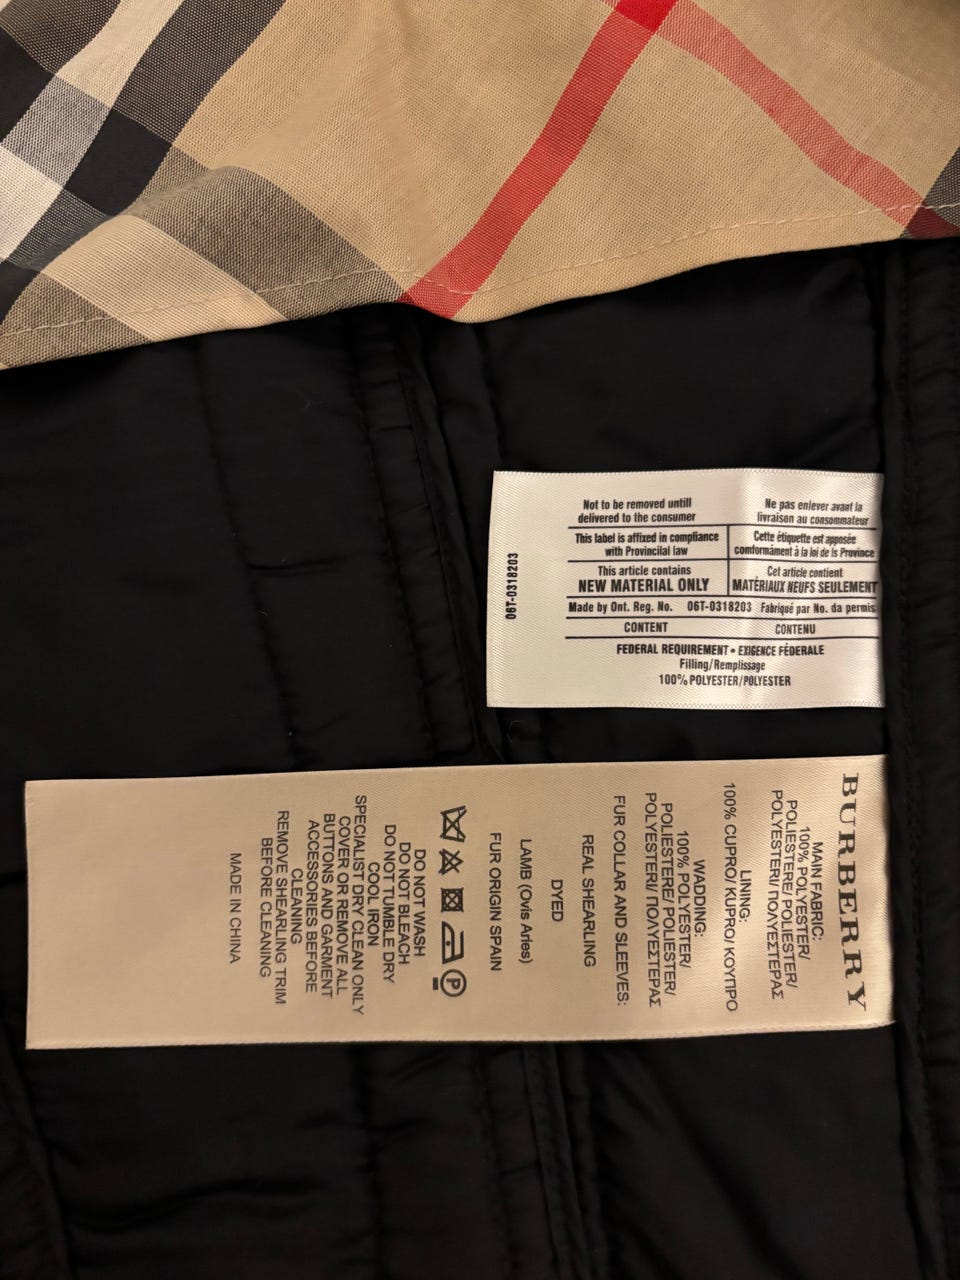 Not to be removed untill
delivered to the consumer
Ne pas enlever avant la
livraison au consommateur
This label is affixed in compliance
with Provincilal law
Cette étiquette est apposée
conformámént à la loi de ls Province
This article contains
NEW MATERIAL ONLY
Cet article contient
MATÉRIAUX NEUFS SEULEMENT
Made by Ont. Reg. No. 06T-0318203 Fabriqué par No. da permis
CONTENT CONTENU
FEDERAL REQUIREMENT • EXIGENCE FÉDERALE
Filling/Remplissage
100% POLYESTER/POLYESTER
06T-0318203
BURBERRY
MAIN FABRIC:
100% POLYESTER/
POLIESTERE/ POLIESTER/
POLYESTERI/ ΠΟΛΥΕΣΤΕΡΑΣ
LINING:
100% CUPRO/ KUPRO/ ΚΟΥΠΡΟ
WADDING:
100% POLYESTER/
POLIESTERE/ POLIESTER/
POLYESTERI/ ΠΟΛΥΕΣΤΕΡΑΣ
FUR COLLAR AND SLEEVES:
REAL SHEARLING
DYED
LAMB (Ovis Aries)
FUR ORIGIN SPAIN
P
DO NOT WASH
DO NOT BLEACH
DO NOT TUMBLE DRY
COOL IRON
SPECIALIST DRY CLEAN ONLY
COVER OR REMOVE ALL
BUTTONS AND GARMENT
ACCESSORIES BEFORE
CLEANING
REMOVE SHEARLING TRIM
BEFORE CLEANING
MADE IN CHINA